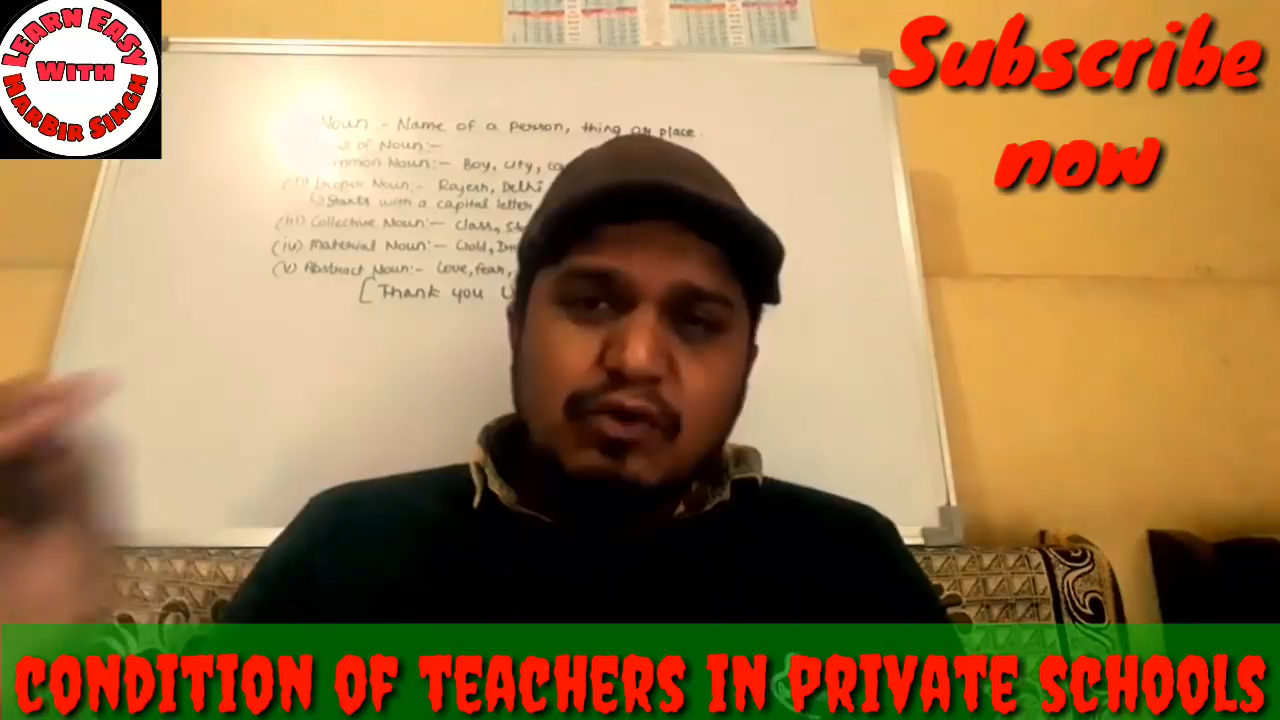 Learn Easy
With
Harbir Singh
Subscribe
now
Noun - Name of a person, thing or place.
of Noun:-
Noun:- Boy, city,
Proper Noun:- Rajesh, Delhi
Starts with a capital letter
(iii) Collective Noun:- Class,
(iv) Material Noun:- Gold,
(v) Abstract Noun:- Love, fear,
[Thank you
CONDITION OF TEACHERS IN PRIVATE SCHOOLS